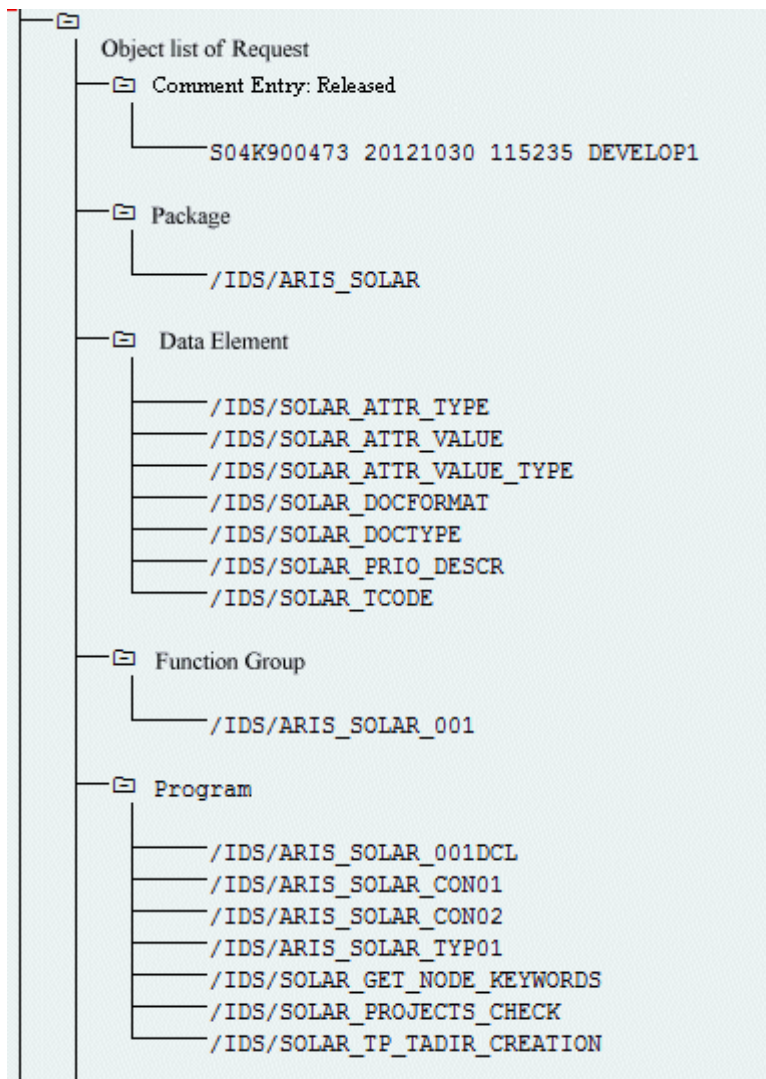 Object list of Request
Comment Entry: Released
S04K900473 20121030 115235 DEVELOP1
Package
/IDS/ARIS_SOLAR
Data Element
/IDS/SOLAR_ATTR_TYPE
/IDS/SOLAR_ATTR_VALUE
/IDS/SOLAR_ATTR_VALUE_TYPE
/IDS/SOLAR_DOCFORMAT
/IDS/SOLAR_DOCTYPE
/IDS/SOLAR_PRIO_DESCR
/IDS/SOLAR_TCODE
Function Group
/IDS/ARIS_SOLAR_001
Program
/IDS/ARIS_SOLAR_001DCL
/IDS/ARIS_SOLAR_CON01
/IDS/ARIS_SOLAR_CON02
/IDS/ARIS_SOLAR_TYP01
/IDS/SOLAR_GET_NODE_KEYWORDS
/IDS/SOLAR_PROJECTS_CHECK
/IDS/SOLAR_TP_TADIR_CREATION